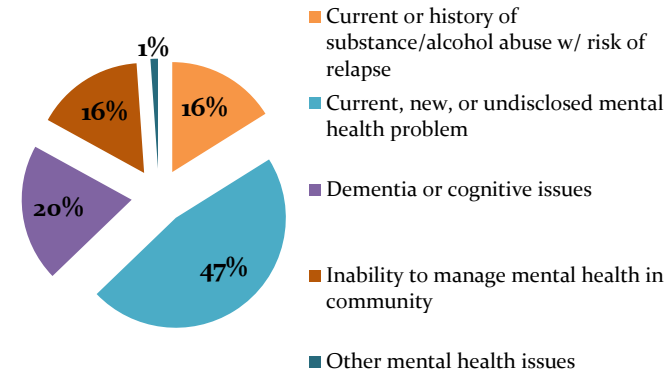 1%
16%
16%
20%
47%
Current or history of
substance/alcohol abuse w/ risk of
relapse
Current, new, or undisclosed mental
health problem
Dementia or cognitive issues
Inability to manage mental health in
community
Other mental health issues